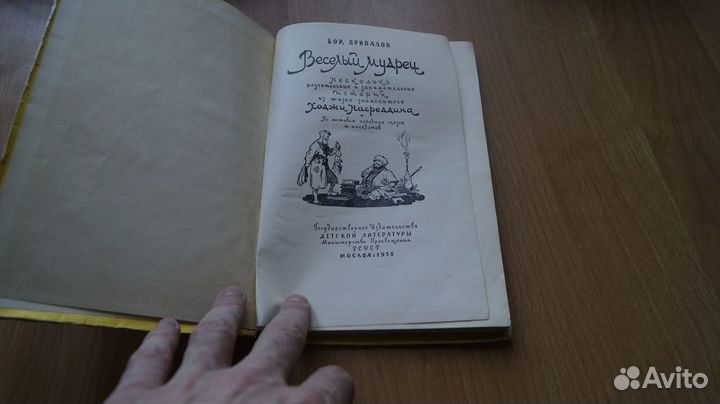 БОР. ПРИВАЛОВ
Весёлый мудрец
Несколько
поучительных и занимательных
историй
из жизни знаменитого
Ходжи Насреддина
По мотивам народных сказок
и анекдотов
Государственное Издательство
ДЕТСКОЙ ЛИТЕРАТУРЫ
Министерства Просвещения
РСФСР
МОСКВА 1958
Avito